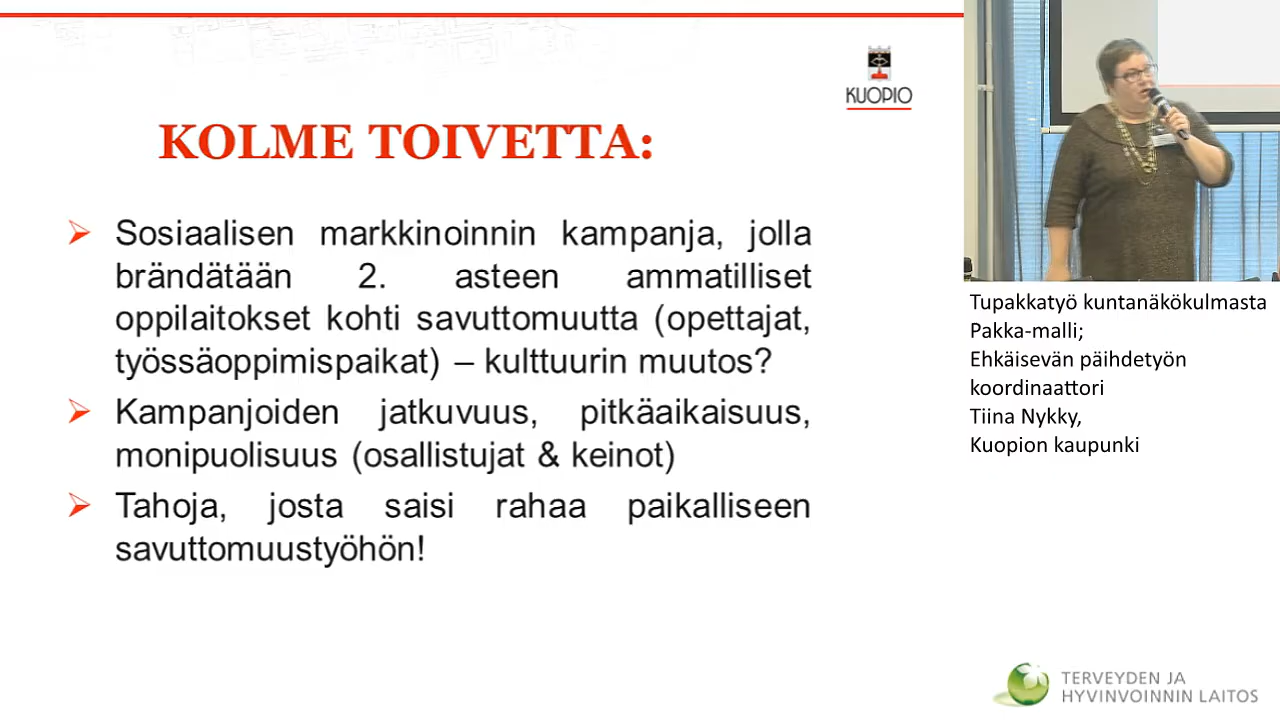 KUOPIO
KOLME TOIVETTA:
Sosiaalisen markkinoinnin kampanja, jolla
brändätään 2. asteen ammatilliset
oppilaitokset kohti savuttomuutta (opettajat,
työssäoppimispaikat) – kulttuurin muutos?
Kampanjoiden jatkuvuus, pitkäaikaisuus,
monipuolisuus (osallistujat & keinot)
Tahoja, josta saisi rahaa paikalliseen
savuttomuustyöhön!
Tupakkatyö kuntanäkökulmasta
Pakka-malli;
Ehkäisevän päihdetyön
koordinaattori
Tiina Nykky,
Kuopion kaupunki
TERVEYDEN JA
HYVINVOINNIN LAITOS